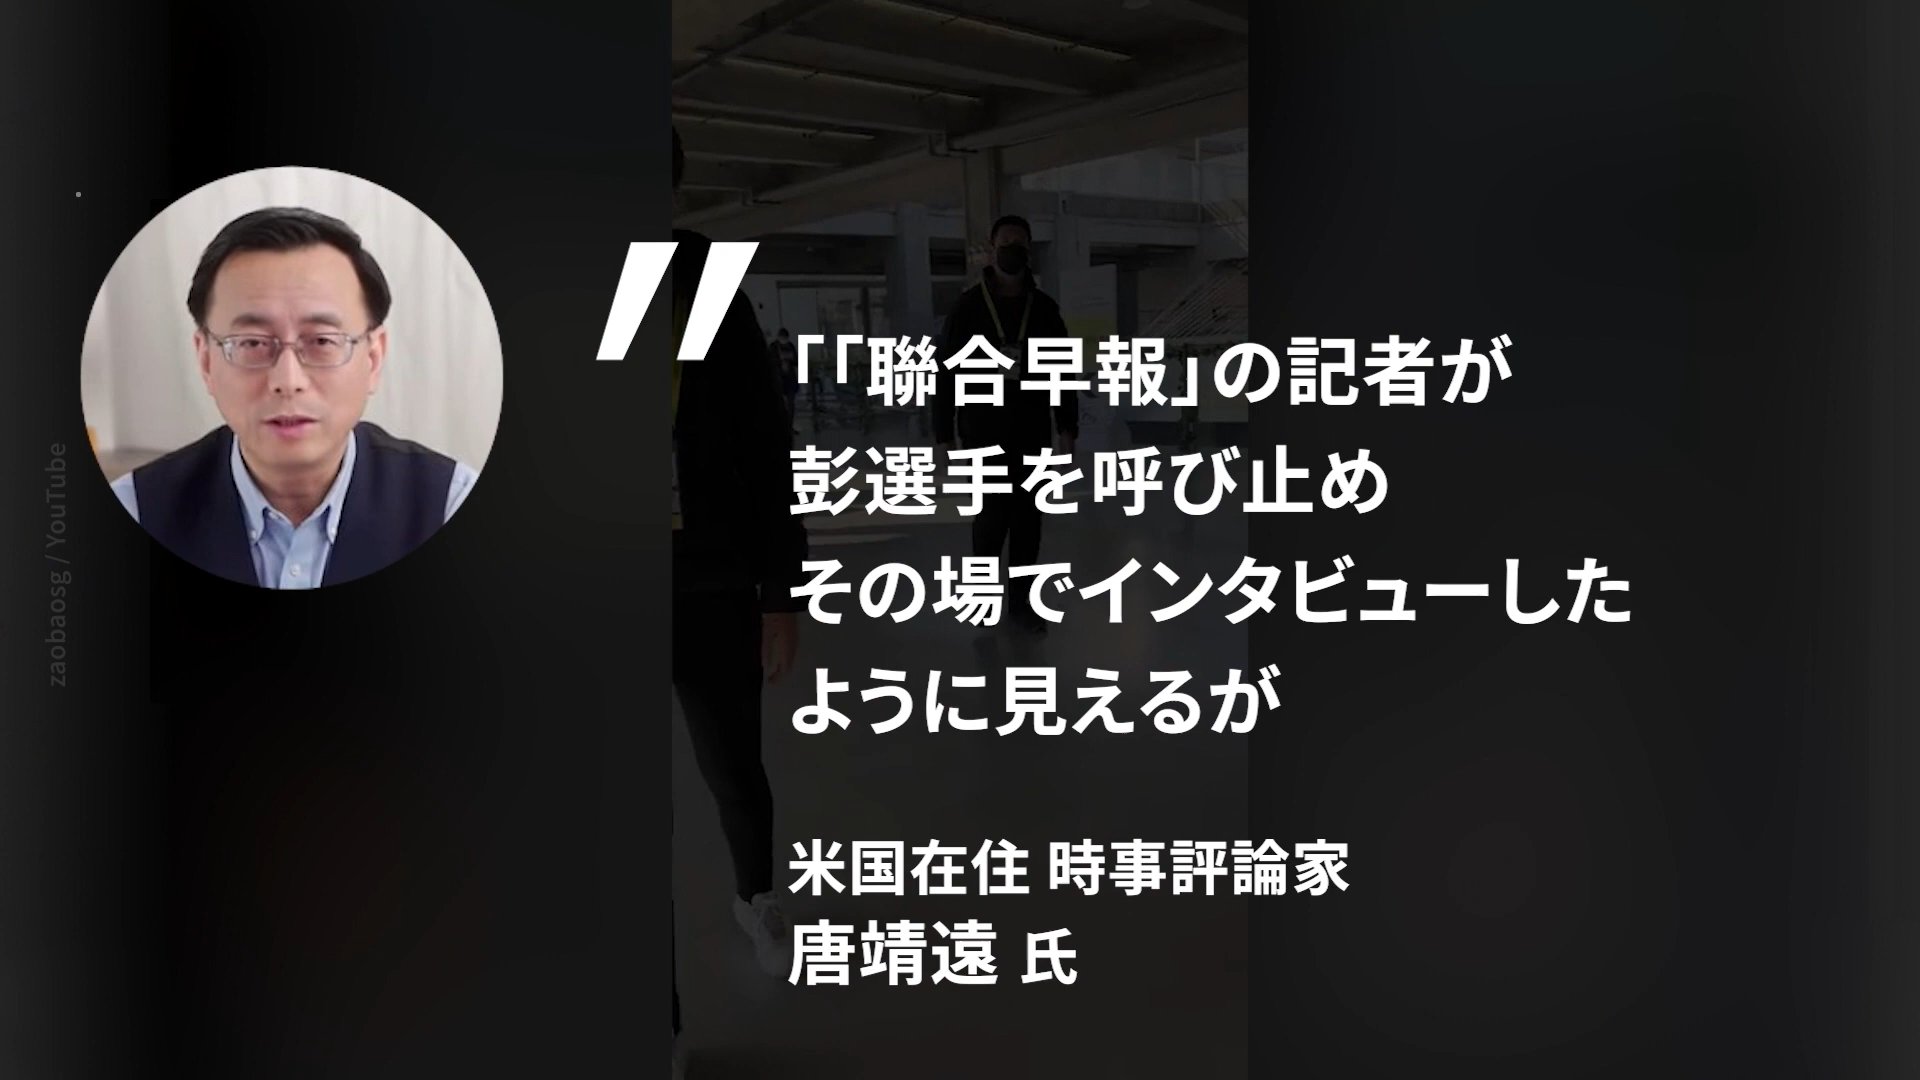 zaobaosg / YouTube
"
「「聯合早報」の記者が
彭選手を呼び止め
その場でインタビューした
ように見えるが
米国在住 時事評論家
唐靖遠 氏